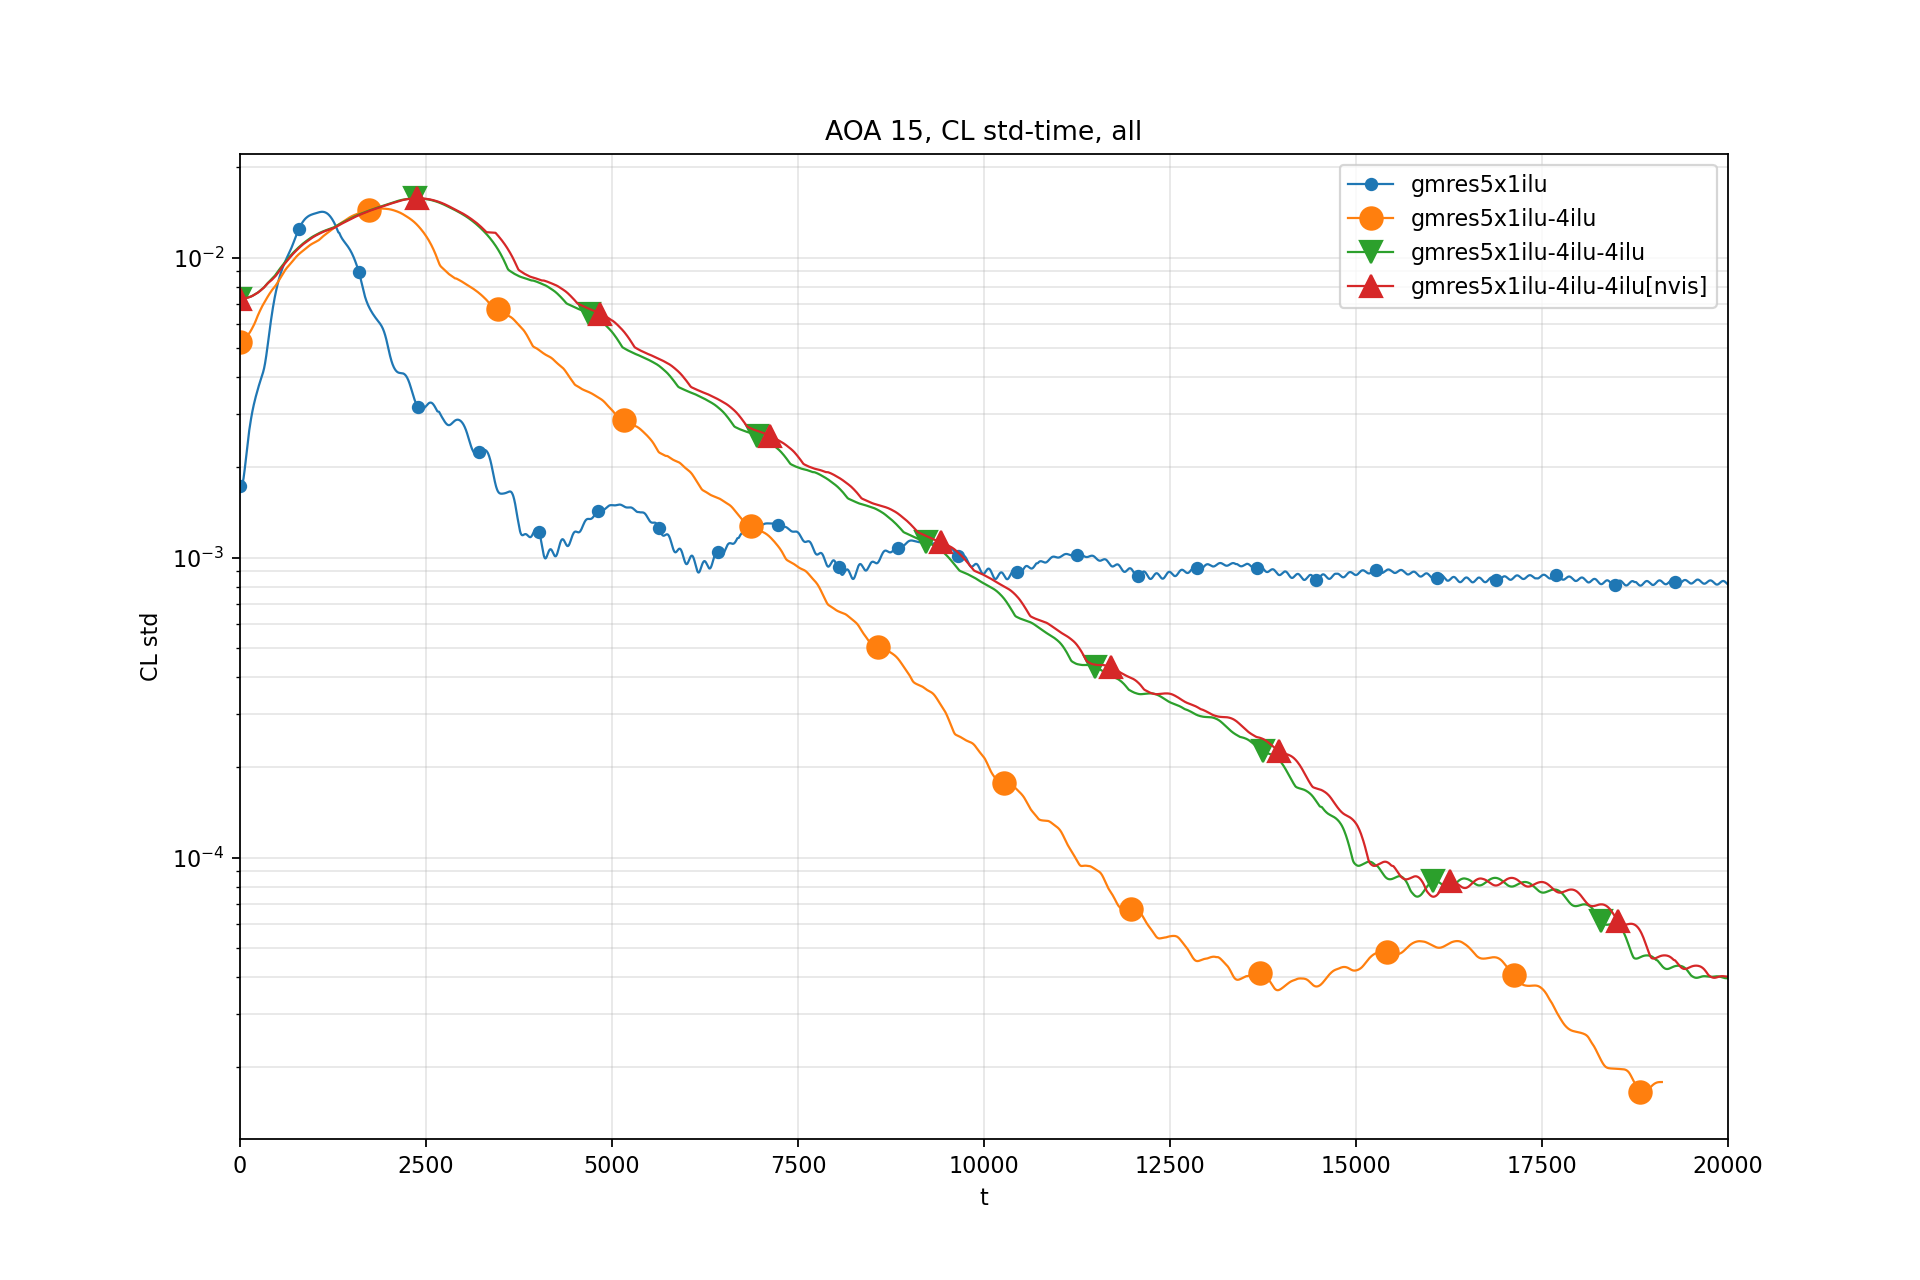 AOA 15, CL std-time, all
gmres5x1ilu
gmres5x1ilu-4ilu
gmres5x1ilu-4ilu-4ilu
gmres5x1ilu-4ilu-4ilu[nvis]
CL std
10⁻²
10⁻³
10⁻⁴
0 2500 5000 7500 10000 12500 15000 17500 20000
t